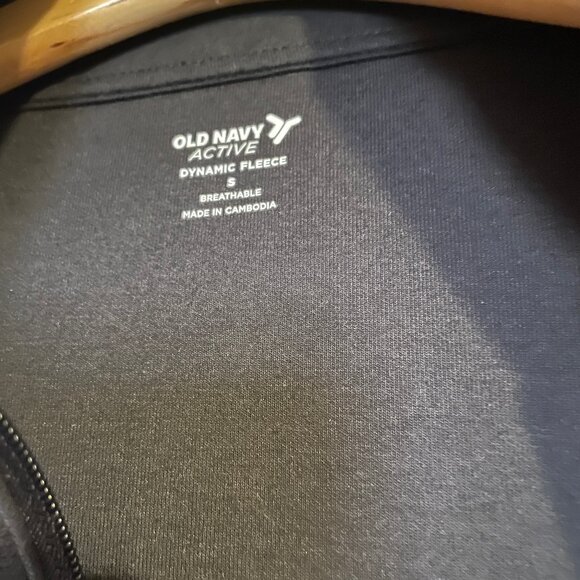 OLD NAVY
ACTIVE
DYNAMIC FLEECE
S
BREATHABLE
MADE IN CAMBODIA